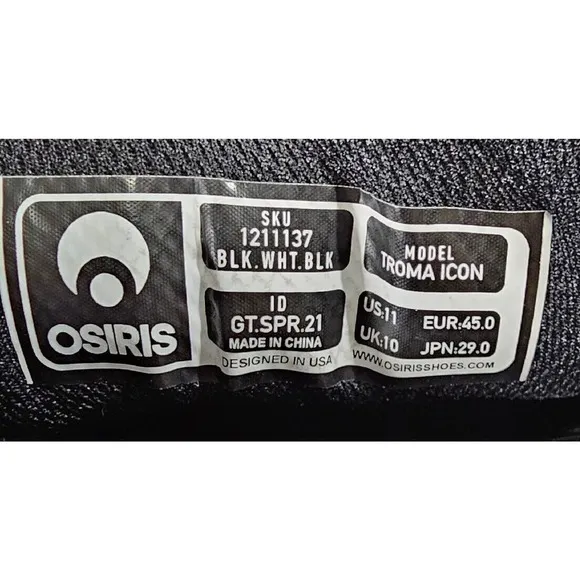 OSIRIS
SKU
1211137
BLK.WHT.BLK
ID
GT.SPR.21
MADE IN CHINA
DESIGNED IN USA
MODEL
TROMA ICON
US:11
UK:10
EUR:45.0
JPN:29.0
WWW.OSIRISSHOES.COM